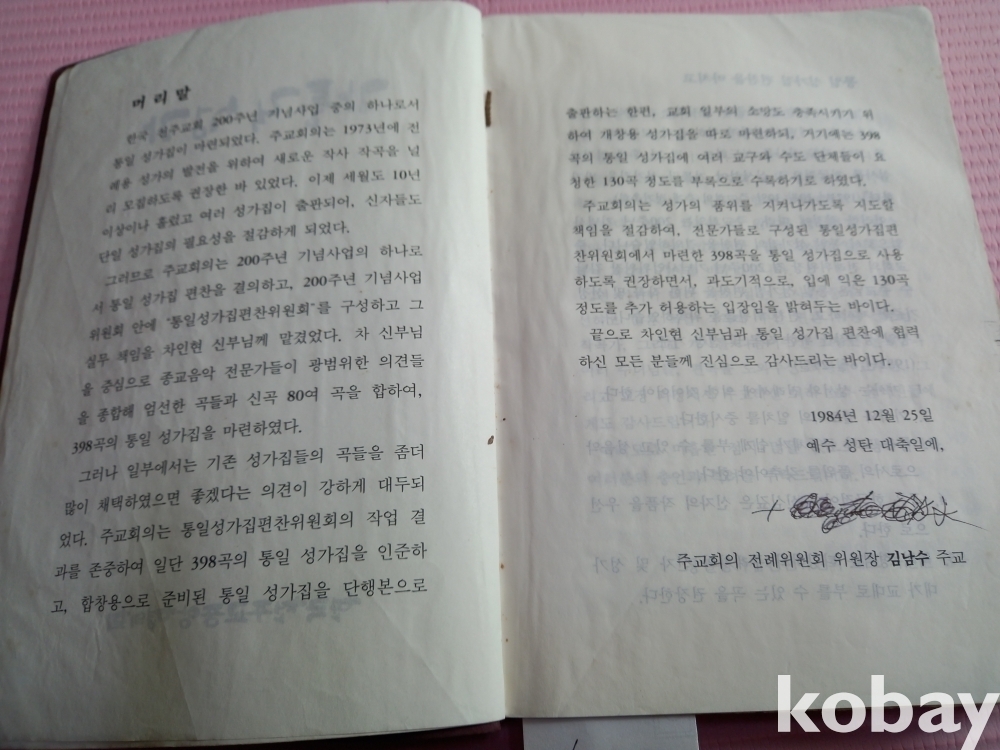 머 리 말
한국 천주교회 200주년 기념사업 중의 하나로서
통일 성가집이 마련되었다. 주교회의는 1973년에 전
례용 성가의 발전을 위하여 새로운 작사 작곡을 널
리 모집하도록 권장한 바 있었다. 이제 세월도 10년
이상이나 흘렀고 여러 성가집이 출판되어, 신자들도
단일 성가집의 필요성을 절감하게 되었다.
그러므로 주교회의는 200주년 기념사업의 하나로
서 통일 성가집 편찬을 결의하고, 200주년 기념사업
위원회 안에 "통일성가집편찬위원회"를 구성하고 그
실무 책임을 차인현 신부님께 맡겼었다. 차 신부님
을 중심으로 종교음악 전문가들이 광범위한 의견들
을 종합해 엄선한 곡들과 신곡 80여 곡을 합하여,
398곡의 통일 성가집을 마련하였다.
그러나 일부에서는 기존 성가집들의 곡들을 좀더
많이 채택하였으면 좋겠다는 의견이 강하게 대두되
었다. 주교회의는 통일성가집편찬위원회의 작업 결
과를 존중하여 일단 398곡의 통일 성가집을 인준하
고, 합창용으로 준비된 통일 성가집을 단행본으로
출판하는 한편, 교회 일부의 소망도 충족시키기 위
하여 개창용 성가집을 따로 마련하되, 거기에는 398
곡의 통일 성가집에 여러 교구와 수도 단체들이 요
청한 130곡 정도를 부록으로 수록하기로 하였다.
주교회의는 성가의 품위를 지켜나가도록 지도할
책임을 절감하여, 전문가들로 구성된 통일성가집편
찬위원회에서 마련한 398곡을 통일 성가집으로 사용
하도록 권장하면서, 과도기적으로, 입에 익은 130곡
정도를 추가 허용하는 입장임을 밝혀두는 바이다.
끝으로 차인현 신부님과 통일 성가집 편찬에 협력
하신 모든 분들께 진심으로 감사드리는 바이다.
1984년 12월 25일
예수 성탄 대축일에,
주교회의 전례위원회 위원장 김남수 주교
kobay